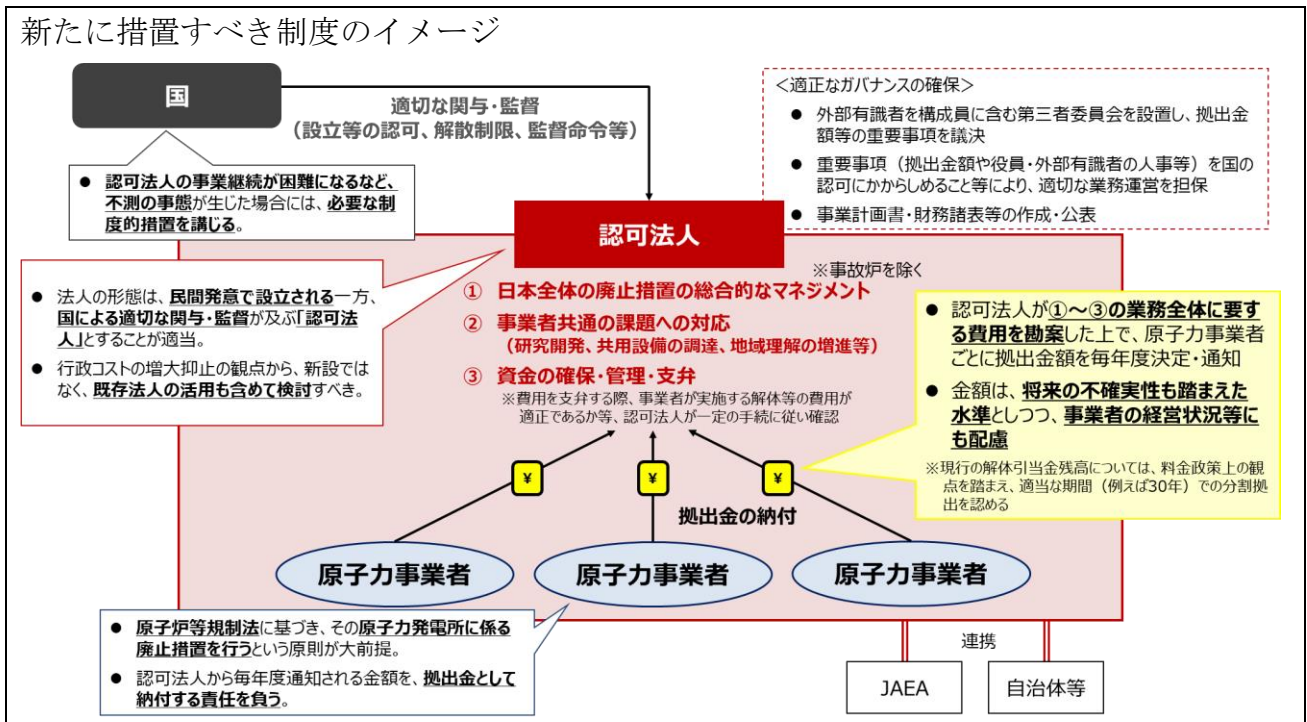 新たに措置すべき制度のイメージ
国
適切な関与・監督
（設立等の認可、解散制限、監督命令等）
＜適正なガバナンスの確保＞
● 外部有識者を構成員に含む第三者委員会を設置し、拠出金
額等の重要事項を議決
● 重要事項（拠出金額や役員・外部有識者の人事等）を国の
認可にかからしめること等により、適切な業務運営を担保
● 事業計画書・財務諸表等の作成・公表
● 認可法人の事業継続が困難になるなど、
不測の事態が生じた場合には、必要な制
度的措置を講じる。
認可法人
※事故炉を除く
● 法人の形態は、民間発意で設立される一方、
国による適切な関与・監督が及ぶ「認可法
人」とすることが適当。
● 行政コストの増大抑止の観点から、新設では
なく、既存法人の活用も含めて検討すべき。
① 日本全体の廃止措置の総合的なマネジメント
② 事業者共通の課題への対応
（研究開発、共用設備の調達、地域理解の増進等）
③ 資金の確保・管理・支弁
※費用を支弁する際、事業者が実施する解体等の費用が
適正であるか等、認可法人が一定の手続に従い確認
● 認可法人が①～③の業務全体に要す
る費用を勘案した上で、原子力事業者
ごとに拠出金額を毎年度決定・通知
● 金額は、将来の不確実性も踏まえた
水準としつつ、事業者の経営状況等に
も配慮
※現行の解体引当金残高については、料金政策上の観
点を踏まえ、適当な期間（例えば30年）での分割拠
出を認める
¥
¥
¥
拠出金の納付
原子力事業者
原子力事業者
原子力事業者
● 原子炉等規制法に基づき、その原子力発電所に係る
廃止措置を行うという原則が大前提。
● 認可法人から毎年度通知される金額を、拠出金として
納付する責任を負う。
連携
JAEA
自治体等